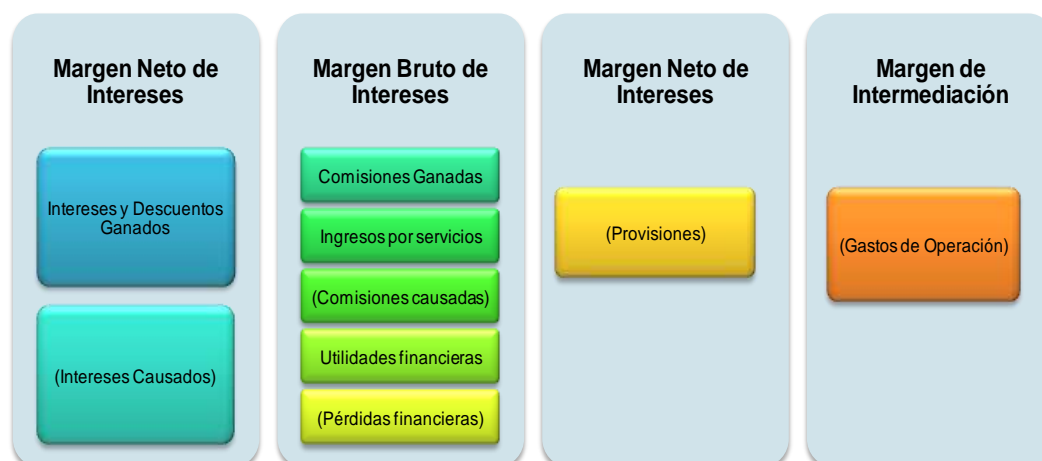 Margen Neto de
Intereses
Intereses y Descuentos
Ganados
(Intereses Causados)
Margen Bruto de
Intereses
Comisiones Ganadas
Ingresos por servicios
(Comisiones causadas)
Utilidades financieras
(Pérdidas financieras)
Margen Neto de
Intereses
(Provisiones)
Margen de
Intermediación
(Gastos de Operación)